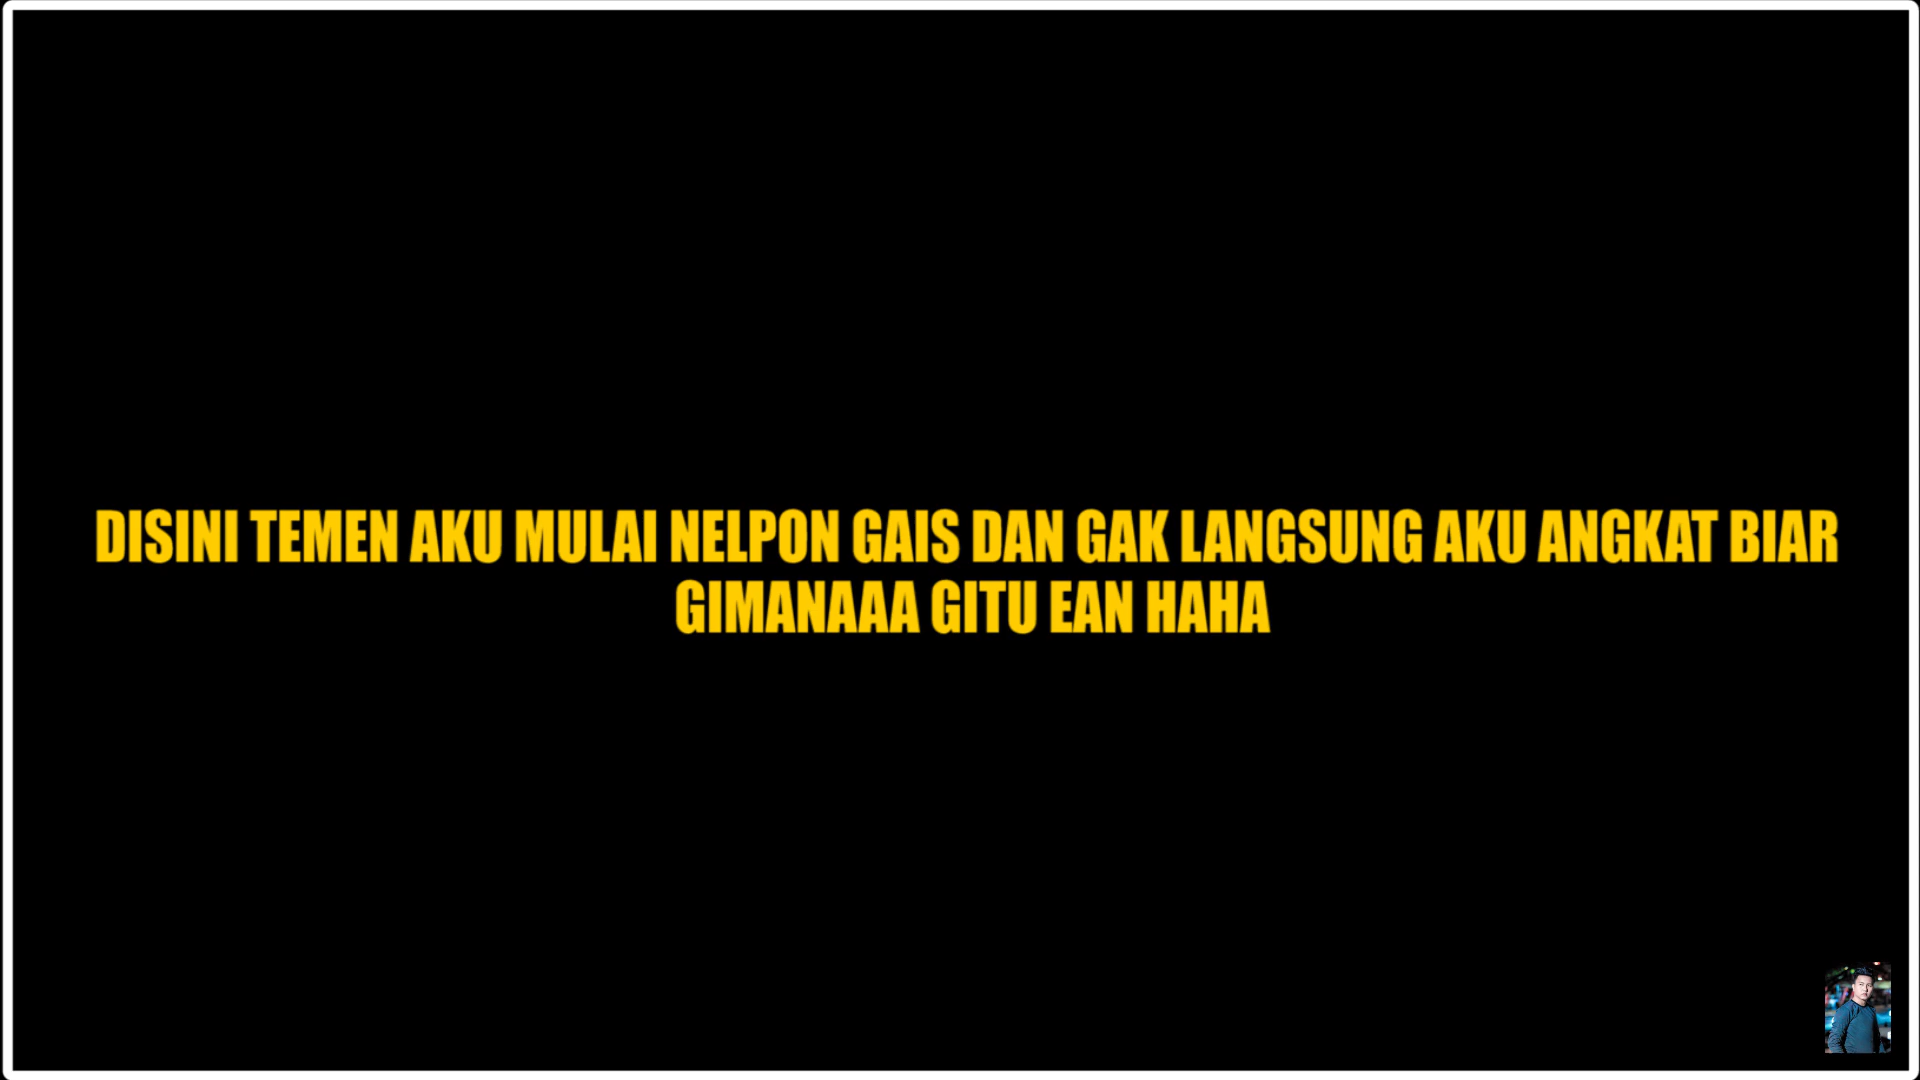 DISINI TEMEN AKU MULAI NELPON GAIS DAN GAK LANGSUNG AKU ANGKAT BIAR
GIMANAAA GITU EAN HAHA